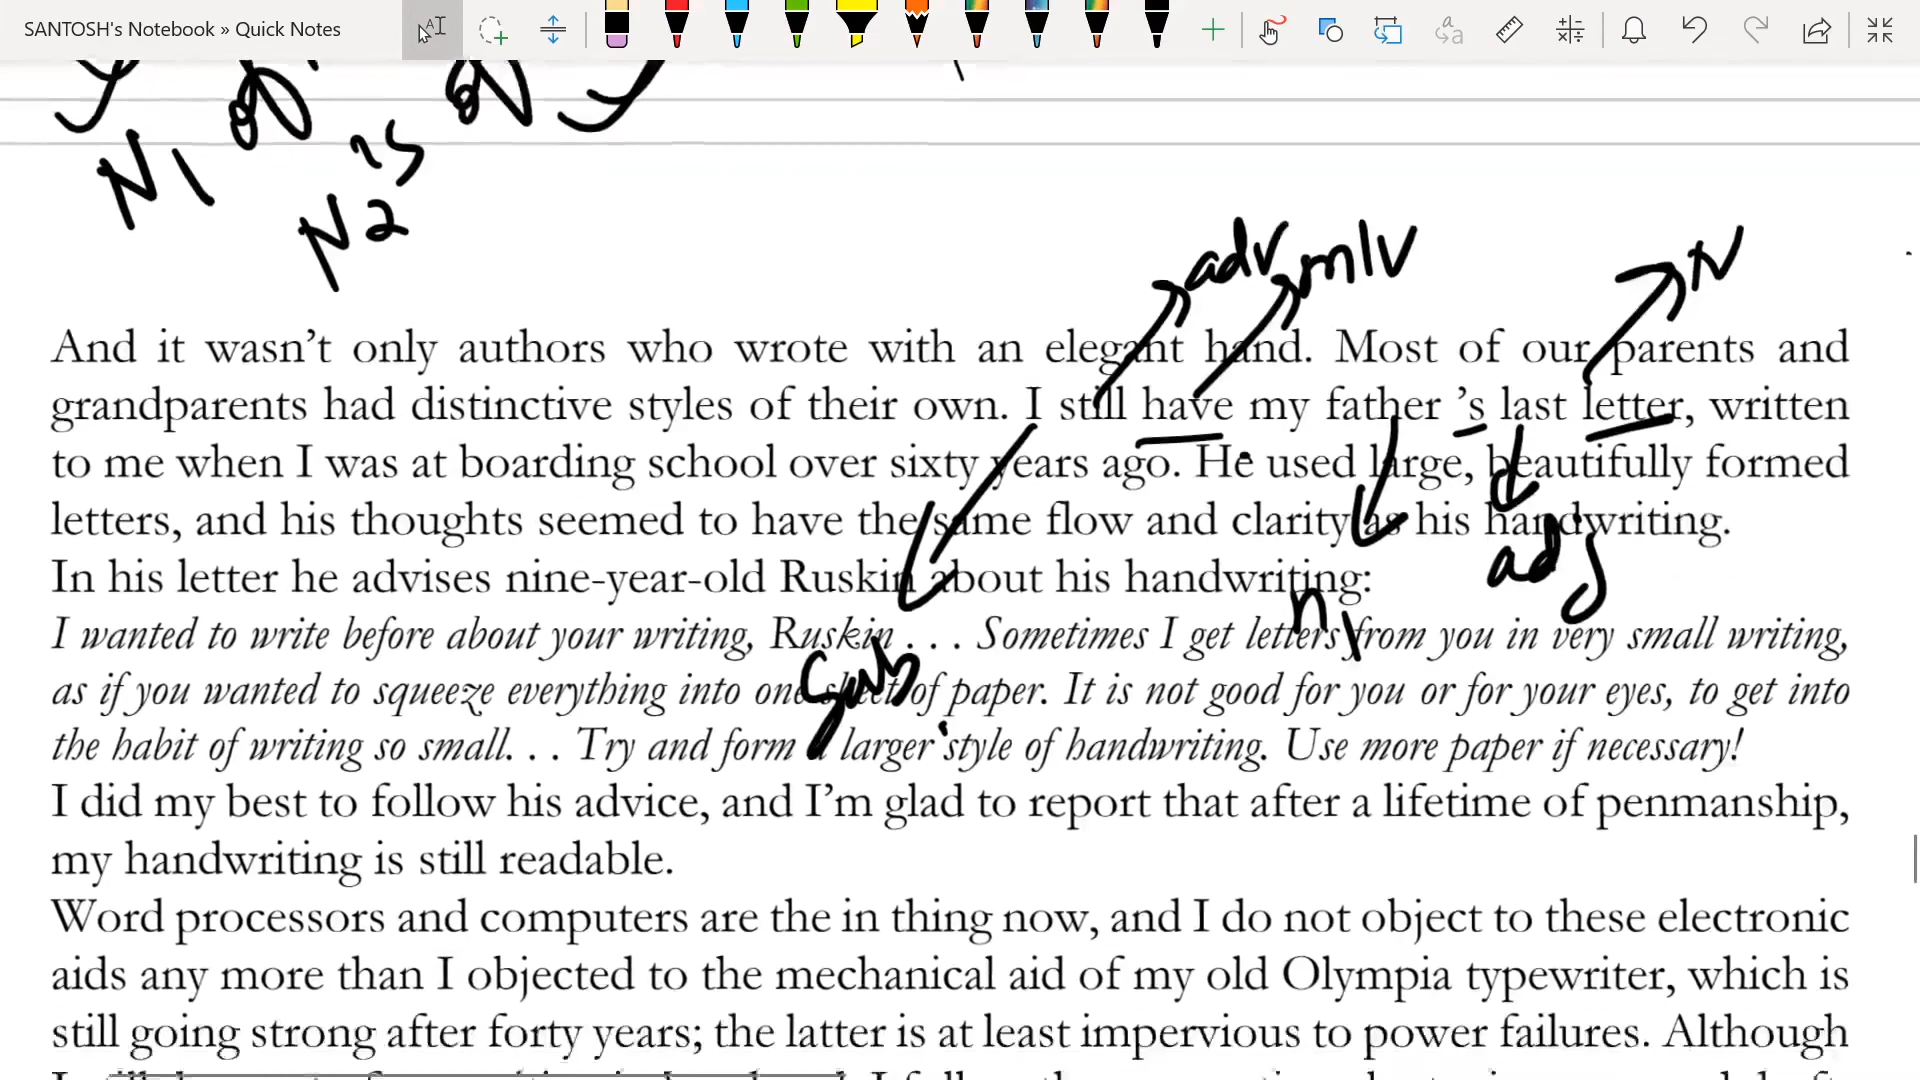 SANTOSH's Notebook » Quick Notes
N1 of
's
N2
adv m/v N
And it wasn't only authors who wrote with an elegant hand. Most of our parents and
grandparents had distinctive styles of their own. I still have my father 's last letter, written
to me when I was at boarding school over sixty years ago. He used large, beautifully formed
letters, and his thoughts seemed to have the same flow and clarity as his handwriting.
adj
In his letter he advises nine-year-old Ruskin about his handwriting:
n1
I wanted to write before about your writing, Ruskin . . . Sometimes I get letters from you in very small writing,
sub
as if you wanted to squeeze everything into one sheet of paper. It is not good for you or for your eyes, to get into
the habit of writing so small. . . Try and form a larger style of handwriting. Use more paper if necessary!
I did my best to follow his advice, and I'm glad to report that after a lifetime of penmanship,
my handwriting is still readable.
Word processors and computers are the in thing now, and I do not object to these electronic
aids any more than I objected to the mechanical aid of my old Olympia typewriter, which is
still going strong after forty years; the latter is at least impervious to power failures. Although